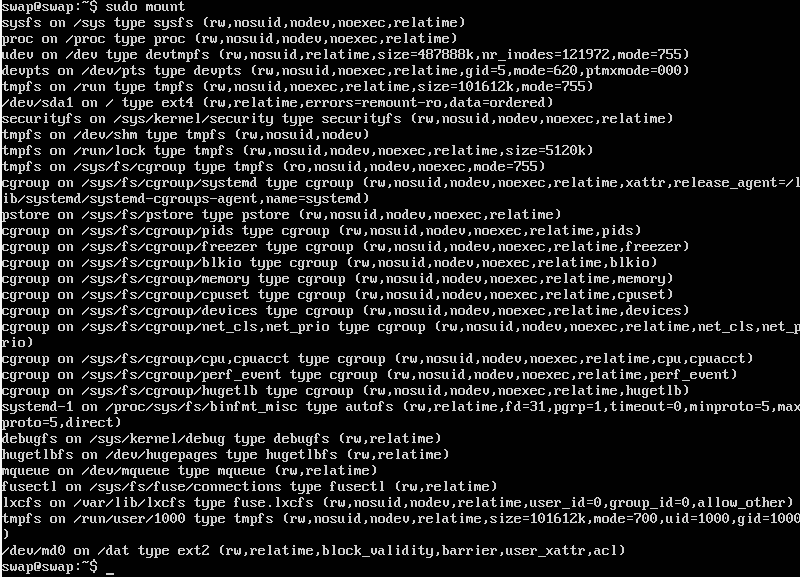 swap@swap:~$ sudo mount
sysfs on /sys type sysfs (rw,nosuid,nodev,noexec,relatime)
proc on /proc type proc (rw,nosuid,nodev,noexec,relatime)
udev on /dev type devtmpfs (rw,nosuid,relatime,size=487888k,nr_inodes=121972,mode=755)
devpts on /dev/pts type devpts (rw,nosuid,noexec,relatime,gid=5,mode=620,ptmxmode=000)
tmpfs on /run type tmpfs (rw,nosuid,noexec,relatime,size=101612k,mode=755)
/dev/sda1 on / type ext4 (rw,relatime,errors=remount-ro,data=ordered)
securityfs on /sys/kernel/security type securityfs (rw,nosuid,nodev,noexec,relatime)
tmpfs on /dev/shm type tmpfs (rw,nosuid,nodev)
tmpfs on /run/lock type tmpfs (rw,nosuid,nodev,noexec,relatime,size=5120k)
tmpfs on /sys/fs/cgroup type tmpfs (ro,nosuid,nodev,noexec,mode=755)
cgroup on /sys/fs/cgroup/systemd type cgroup (rw,nosuid,nodev,noexec,relatime,xattr,release_agent=/l
ib/systemd/systemd-cgroups-agent,name=systemd)
pstore on /sys/fs/pstore type pstore (rw,nosuid,nodev,noexec,relatime)
cgroup on /sys/fs/cgroup/pids type cgroup (rw,nosuid,nodev,noexec,relatime,pids)
cgroup on /sys/fs/cgroup/freezer type cgroup (rw,nosuid,nodev,noexec,relatime,freezer)
cgroup on /sys/fs/cgroup/blkio type cgroup (rw,nosuid,nodev,noexec,relatime,blkio)
cgroup on /sys/fs/cgroup/memory type cgroup (rw,nosuid,nodev,noexec,relatime,memory)
cgroup on /sys/fs/cgroup/cpuset type cgroup (rw,nosuid,nodev,noexec,relatime,cpuset)
cgroup on /sys/fs/cgroup/devices type cgroup (rw,nosuid,nodev,noexec,relatime,devices)
cgroup on /sys/fs/cgroup/net_cls,net_prio type cgroup (rw,nosuid,nodev,noexec,relatime,net_cls,net_p
rio)
cgroup on /sys/fs/cgroup/cpu,cpuacct type cgroup (rw,nosuid,nodev,noexec,relatime,cpu,cpuacct)
cgroup on /sys/fs/cgroup/perf_event type cgroup (rw,nosuid,nodev,noexec,relatime,perf_event)
cgroup on /sys/fs/cgroup/hugetlb type cgroup (rw,nosuid,nodev,noexec,relatime,hugetlb)
systemd-1 on /proc/sys/fs/binfmt_misc type autofs (rw,relatime,fd=31,pgrp=1,timeout=0,minproto=5,max
proto=5,direct)
debugfs on /sys/kernel/debug type debugfs (rw,relatime)
hugetlbfs on /dev/hugepages type hugetlbfs (rw,relatime)
mqueue on /dev/mqueue type mqueue (rw,relatime)
fusectl on /sys/fs/fuse/connections type fusectl (rw,relatime)
lxcfs on /var/lib/lxcfs type fuse.lxcfs (rw,nosuid,nodev,relatime,user_id=0,group_id=0,allow_other)
tmpfs on /run/user/1000 type tmpfs (rw,nosuid,nodev,relatime,size=101612k,mode=700,uid=1000,gid=1000
)
/dev/md0 on /dat type ext2 (rw,relatime,block_validity,barrier,user_xattr,acl)
swap@swap:~$ _